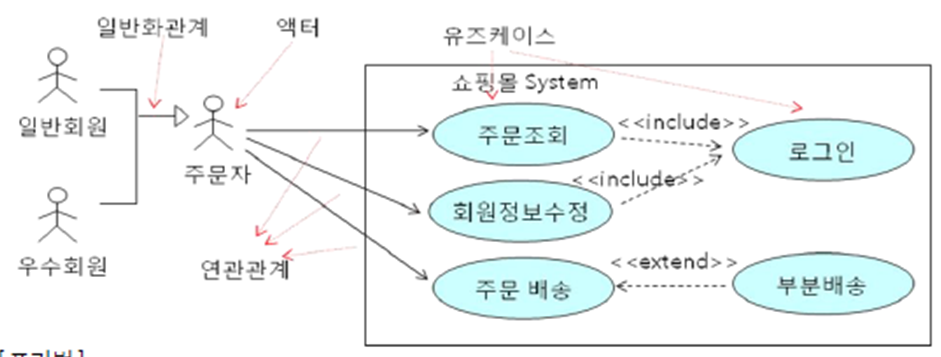 일반화관계
액터
유즈케이스
쇼핑몰 System
일반회원
주문자
우수회원
연관관계
주문조회
<<include>>
로그인
<<include>>
회원정보수정
주문 배송
<<extend>>
부분배송